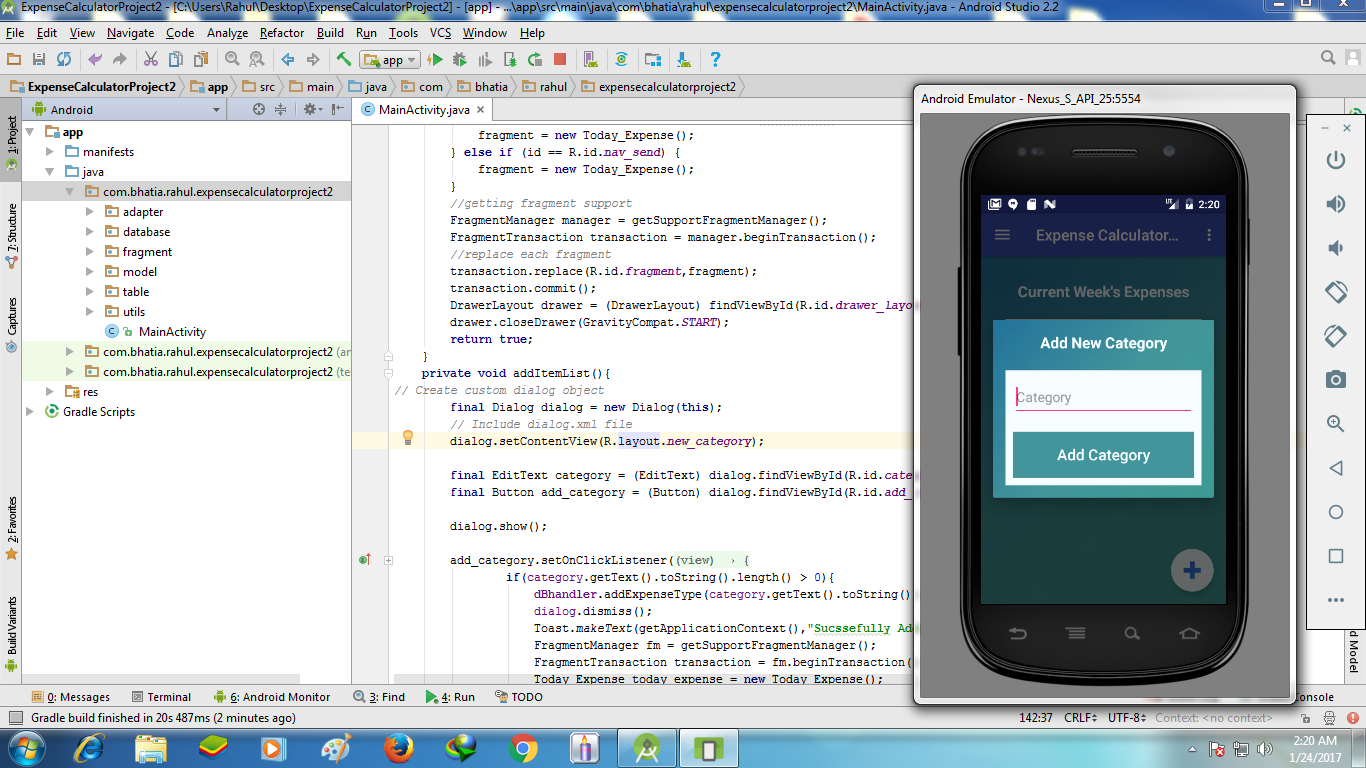 ExpenseCalculatorProject2 - [C:\Users\Rahul\Desktop\ExpenseCalculatorProject2] - [app] - ...\app\src\main\java\com\bhatia\rahul\expensecalculatorproject2\MainActivity.java - Android Studio 2.2
File Edit View Navigate Code Analyze Refactor Build Run Tools VCS Window Help
app
ExpenseCalculatorProject2 app src main java com bhatia rahul expensecalculatorproject2
1: Project
7: Structure
Captures
2: Favorites
Build Variants
Android
app
manifests
java
com.bhatia.rahul.expensecalculatorproject2
adapter
database
fragment
model
table
utils
MainActivity
com.bhatia.rahul.expensecalculatorproject2 (an
com.bhatia.rahul.expensecalculatorproject2 (te
res
Gradle Scripts
MainActivity.java
fragment = new Today_Expense();
} else if (id == R.id.nav_send) {
fragment = new Today_Expense();
}
//getting fragment support
FragmentManager manager = getSupportFragmentManager();
FragmentTransaction transaction = manager.beginTransaction();
//replace each fragment
transaction.replace(R.id.fragment,fragment);
transaction.commit();
DrawerLayout drawer = (DrawerLayout) findViewById(R.id.drawer_layou
drawer.closeDrawer(GravityCompat.START);
return true;
}
private void addItemList(){
// Create custom dialog object
final Dialog dialog = new Dialog(this);
// Include dialog.xml file
dialog.setContentView(R.layout.new_category);
final EditText category = (EditText) dialog.findViewById(R.id.cate
final Button add_category = (Button) dialog.findViewById(R.id.add_
dialog.show();
add_category.setOnClickListener((view) → {
if(category.getText().toString().length() > 0){
dBhandler.addExpenseType(category.getText().toString()
dialog.dismiss();
Toast.makeText(getApplicationContext(),"Sucssefully Ad
FragmentManager fm = getSupportFragmentManager();
FragmentTransaction transaction = fm.beginTransaction(
Today_Expense today_expense = new Today_Expense();
Android Emulator - Nexus_S_API_25:5554
LTE 2:20
Expense Calculator...
Current Week's Expenses
Add New Category
Category
Add Category
d Model
0: Messages Terminal 6: Android Monitor 3: Find 4: Run TODO
Console
Gradle build finished in 20s 487ms (2 minutes ago)
142:37 CRLF UTF-8 Context: <no context>
2:20 AM
1/24/2017